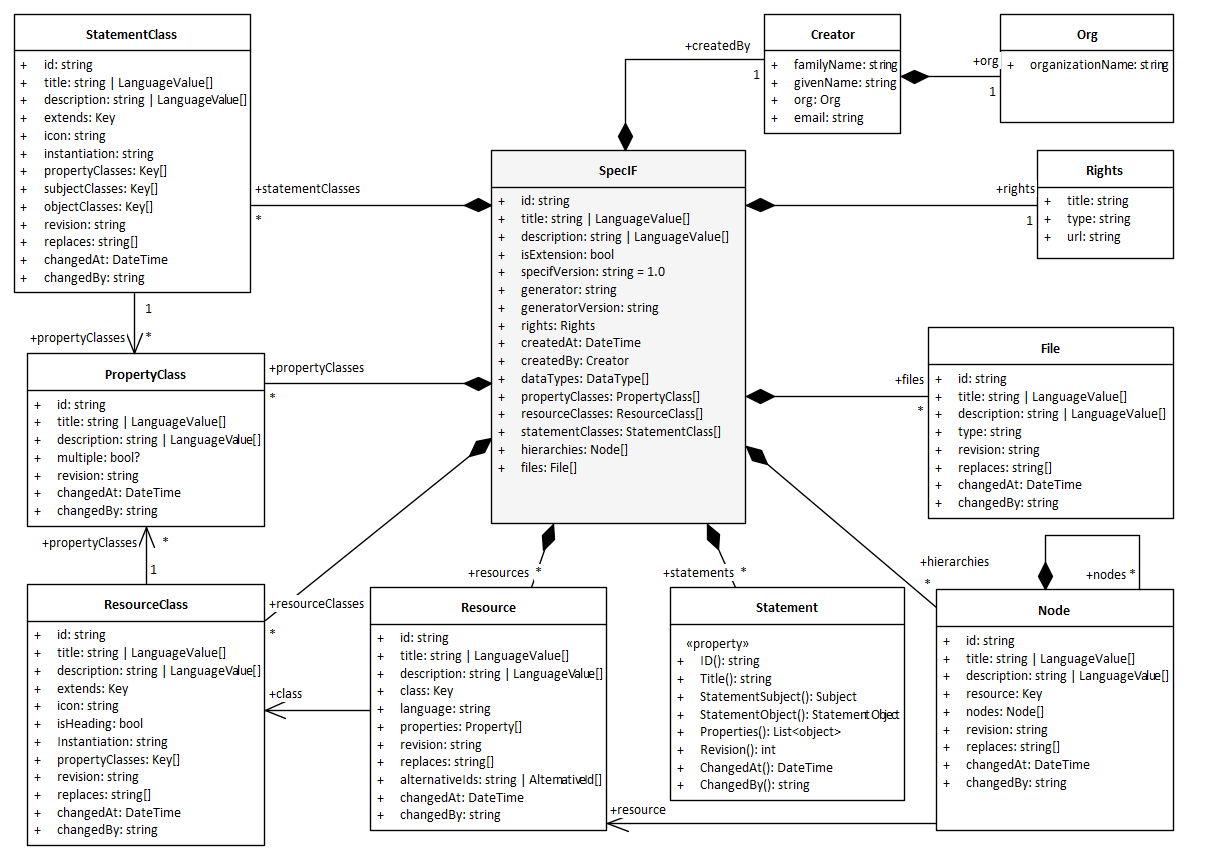 StatementClass
+ id: string
+ title: string | LanguageValue[]
+ description: string | LanguageValue[]
+ extends: Key
+ icon: string
+ instantiation: string
+ propertyClasses: Key[]
+ subjectClasses: Key[]
+ objectClasses: Key[]
+ revision: string
+ replaces: string[]
+ changedAt: DateTime
+ changedBy: string
+createdBy
1
Creator
+ familyName: string
+ givenName: string
+ org: Org
+ email: string
+org
1
Org
+ organizationName: string
+statementClasses
*
SpecIF
+ id: string
+ title: string | LanguageValue[]
+ description: string | LanguageValue[]
+ isExtension: bool
+ specifVersion: string = 1.0
+ generator: string
+ generatorVersion: string
+ rights: Rights
+ createdAt: DateTime
+ createdBy: Creator
+ dataTypes: DataType[]
+ propertyClasses: PropertyClass[]
+ resourceClasses: ResourceClass[]
+ statementClasses: StatementClass[]
+ hierarchies: Node[]
+ files: File[]
+rights
1
Rights
+ title: string
+ type: string
+ url: string
1
+propertyClasses
*
PropertyClass
+ id: string
+ title: string | LanguageValue[]
+ description: string | LanguageValue[]
+ multiple: bool?
+ revision: string
+ changedAt: DateTime
+ changedBy: string
+propertyClasses
*
+files
*
File
+ id: string
+ title: string | LanguageValue[]
+ description: string | LanguageValue[]
+ type: string
+ revision: string
+ replaces: string[]
+ changedAt: DateTime
+ changedBy: string
+propertyClasses
*
1
ResourceClass
+ id: string
+ title: string | LanguageValue[]
+ description: string | LanguageValue[]
+ extends: Key
+ icon: string
+ isHeading: bool
+ Instantiation: string
+ propertyClasses: Key[]
+ revision: string
+ replaces: string[]
+ changedAt: DateTime
+ changedBy: string
+resourceClasses
*
+class
+resources *
Resource
+ id: string
+ title: string | LanguageValue[]
+ description: string | LanguageValue[]
+ class: Key
+ language: string
+ properties: Property[]
+ revision: string
+ replaces: string[]
+ alternativeIds: string | AlternativeId[]
+ changedAt: DateTime
+ changedBy: string
+statements *
Statement
«property»
+ ID(): string
+ Title(): string
+ StatementSubject(): Subject
+ StatementObject(): StatementObject
+ Properties(): List<object>
+ Revision(): int
+ ChangedAt(): DateTime
+ ChangedBy(): string
+resource
+hierarchies
*
+nodes *
Node
+ id: string
+ title: string | LanguageValue[]
+ description: string | LanguageValue[]
+ resource: Key
+ nodes: Node[]
+ revision: string
+ replaces: string[]
+ changedAt: DateTime
+ changedBy: string